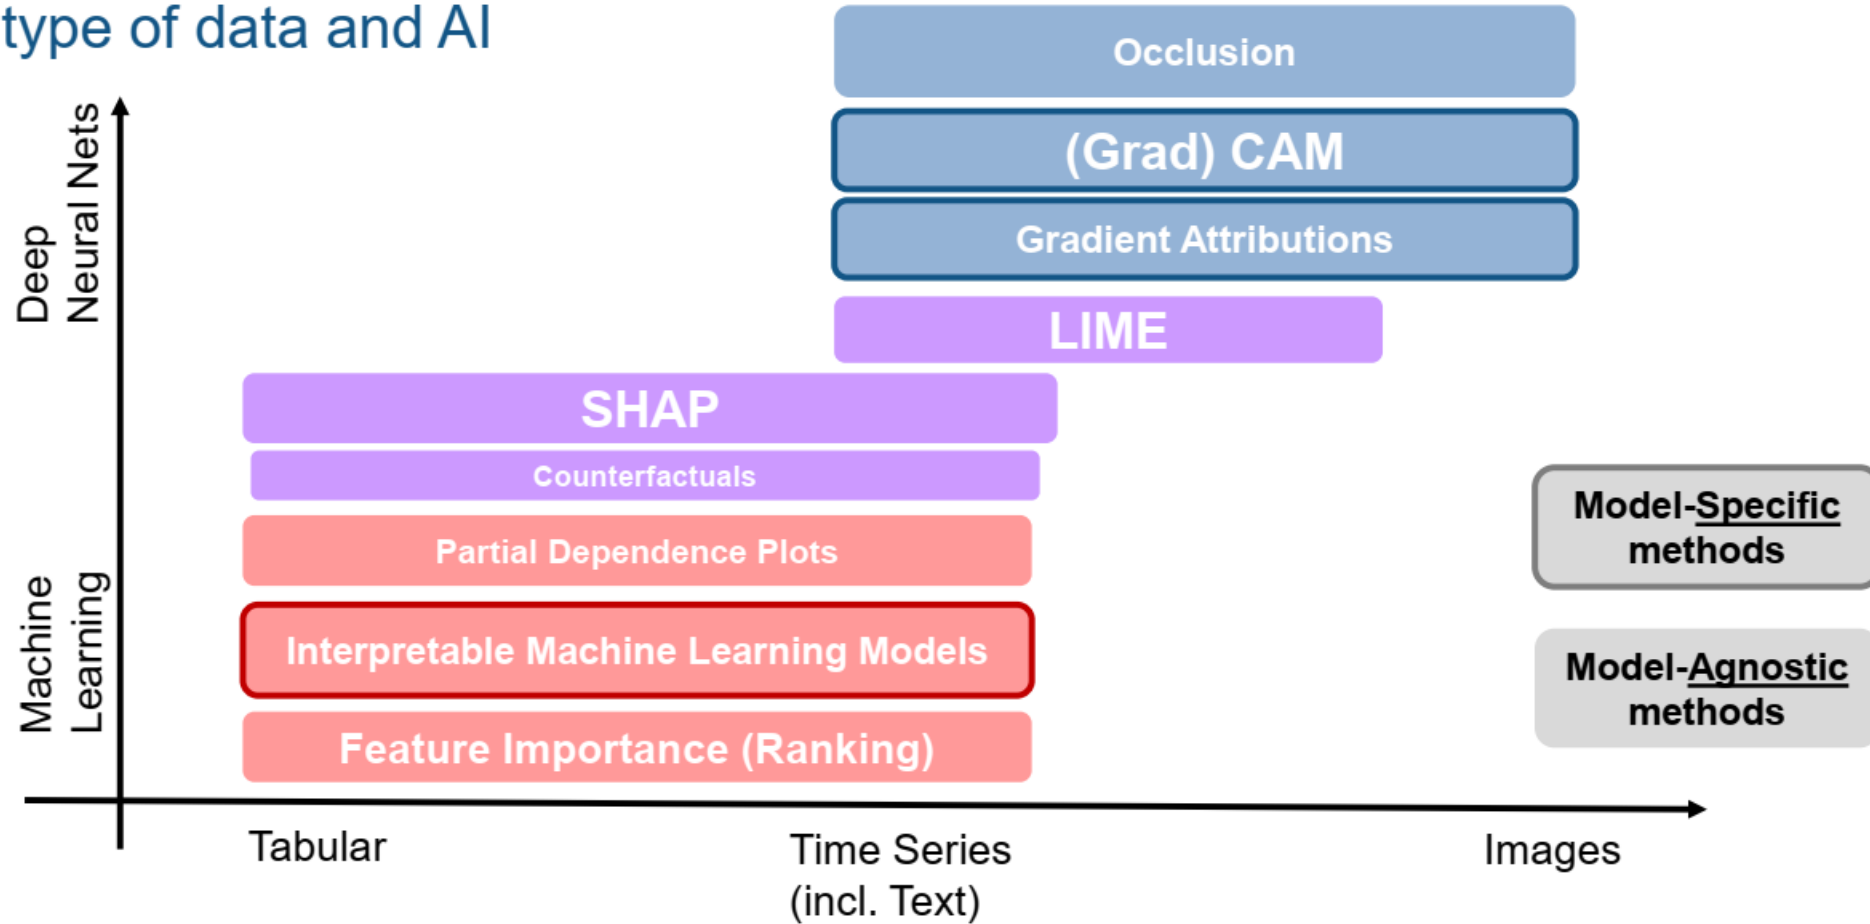 type of data and AI
Occlusion
(Grad) CAM
Gradient Attributions
LIME
SHAP
Counterfactuals
Partial Dependence Plots
Interpretable Machine Learning Models
Feature Importance (Ranking)
Deep
Neural Nets
Machine
Learning
Model-Specific
methods
Model-Agnostic
methods
Tabular
Time Series
(incl. Text)
Images